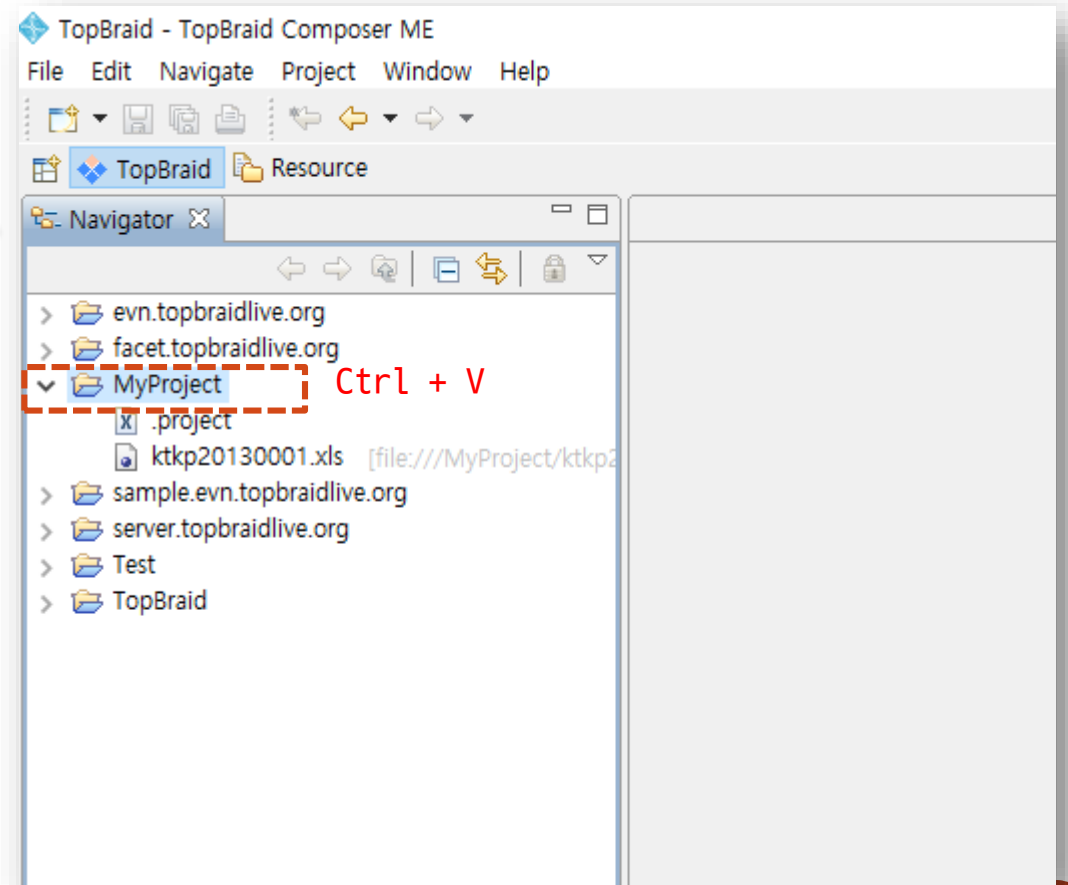 TopBraid - TopBraid Composer ME
File Edit Navigate Project Window Help
TopBraid Resource
Navigator
evn.topbraidlive.org
facet.topbraidlive.org
MyProject Ctrl + V
.project
ktkp20130001.xls [file:///MyProject/ktkp2
sample.evn.topbraidlive.org
server.topbraidlive.org
Test
TopBraid